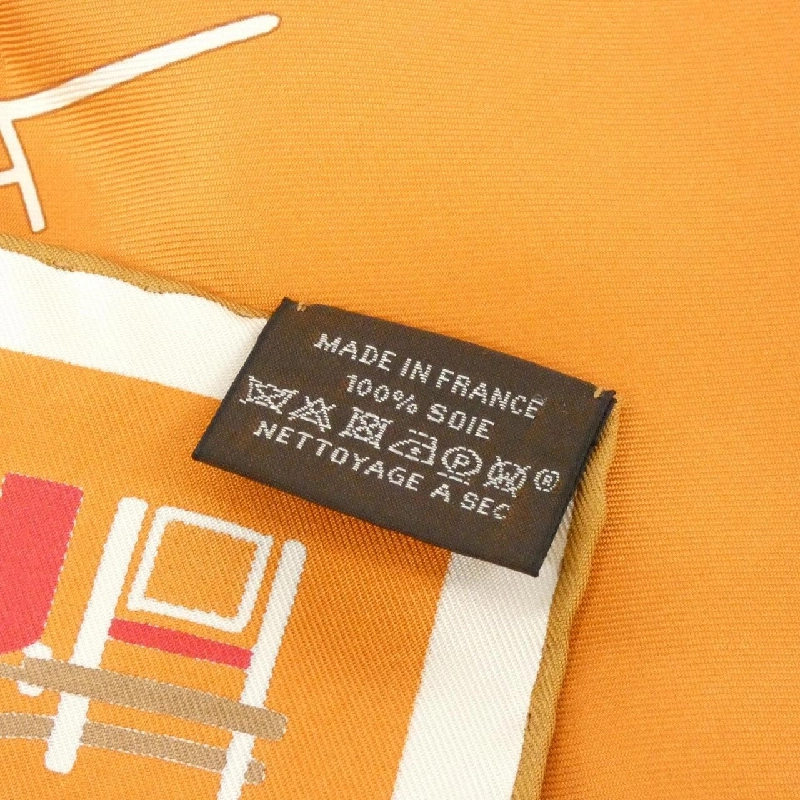 MADE IN FRANCE
100% SOIE
P W ®
NETTOYAGE A SEC